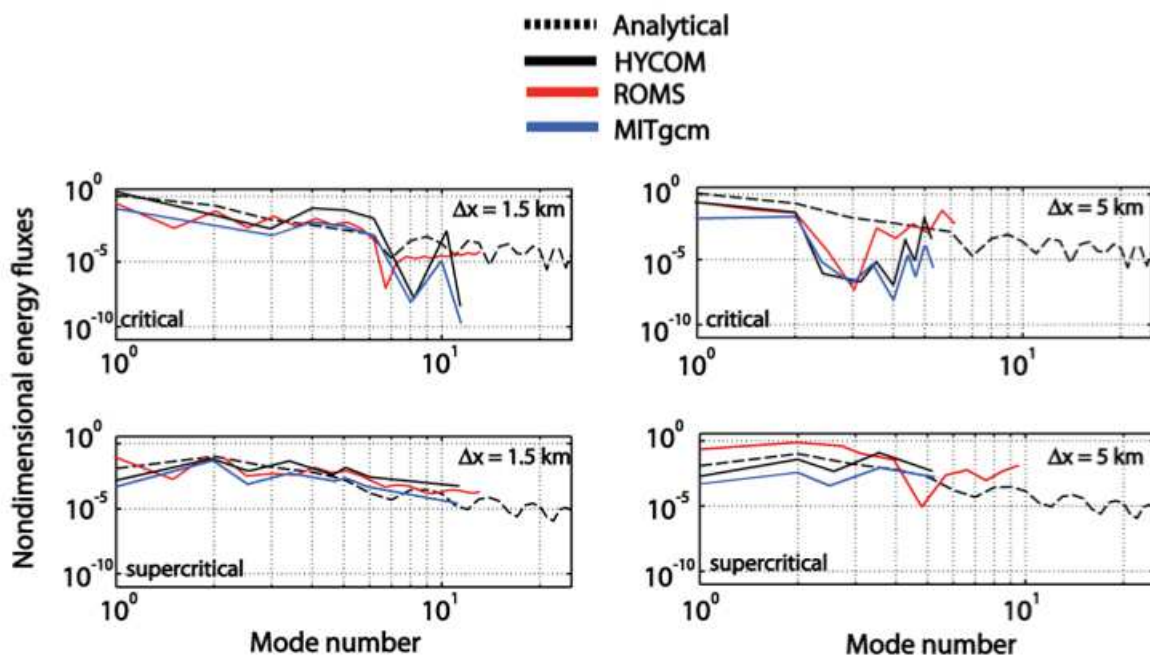 Analytical
HYCOM
ROMS
MITgcm
Nondimensional energy fluxes
10^0
10^-5
10^-10
Δx = 1.5 km
critical
10^0
10^1
10^0
10^-5
10^-10
Δx = 5 km
critical
10^0
10^1
10^0
10^-5
10^-10
Δx = 1.5 km
supercritical
10^0
10^1
Mode number
10^0
10^-5
10^-10
Δx = 5 km
supercritical
10^0
10^1
Mode number